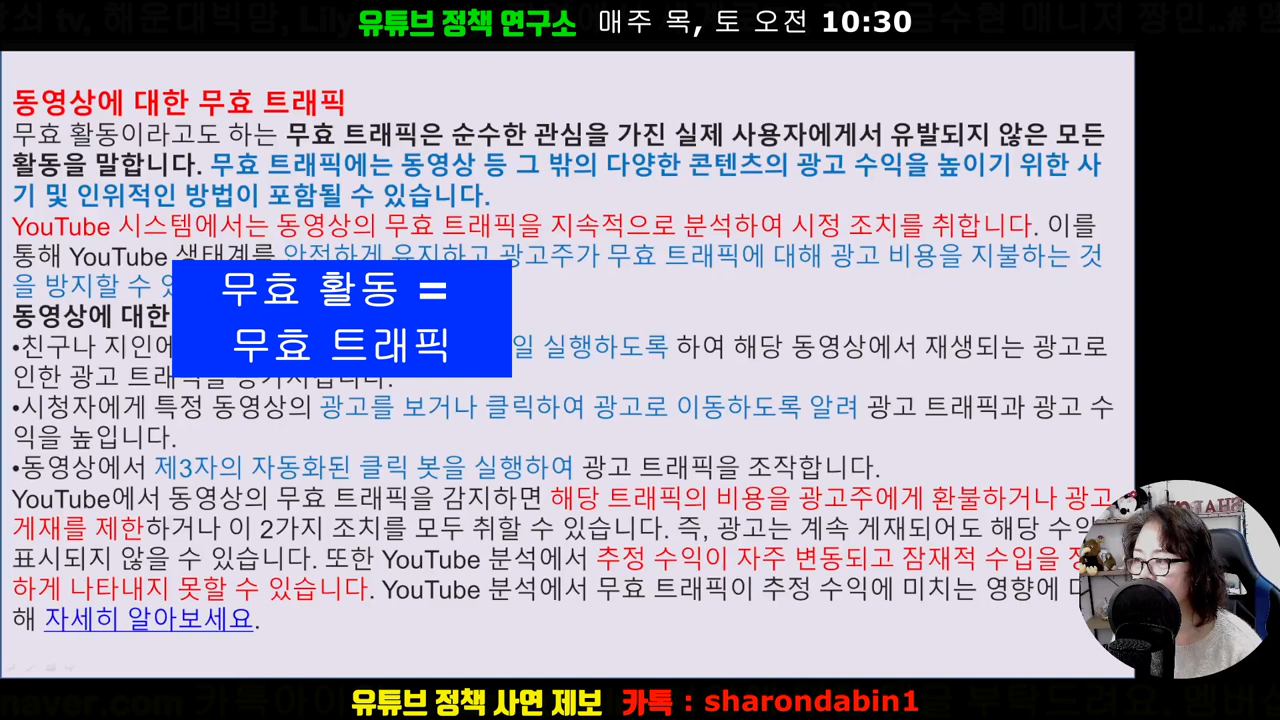 유튜브 정책 연구소 매주 목, 토 오전 10:30
동영상에 대한 무효 트래픽
무효 활동이라고도 하는 무효 트래픽은 순수한 관심을 가진 실제 사용자에게서 유발되지 않은 모든
활동을 말합니다. 무효 트래픽에는 동영상 등 그 밖의 다양한 콘텐츠의 광고 수익을 높이기 위한 사
기 및 인위적인 방법이 포함될 수 있습니다.
YouTube 시스템에서는 동영상의 무효 트래픽을 지속적으로 분석하여 시정 조치를 취합니다. 이를
통해 YouTube 생태계를 안전하게 유지하고 광고주가 무효 트래픽에 대해 광고 비용을 지불하는 것
을 방지할 수
무효 활동 =
무효 트래픽
동영상에 대한
•친구나 지인에 일 실행하도록 하여 해당 동영상에서 재생되는 광고로
인한 광고 트래픽을 증가시킵니다.
•시청자에게 특정 동영상의 광고를 보거나 클릭하여 광고로 이동하도록 알려 광고 트래픽과 광고 수
익을 높입니다.
•동영상에서 제3자의 자동화된 클릭 봇을 실행하여 광고 트래픽을 조작합니다.
YouTube에서 동영상의 무효 트래픽을 감지하면 해당 트래픽의 비용을 광고주에게 환불하거나 광고
게재를 제한하거나 이 2가지 조치를 모두 취할 수 있습니다. 즉, 광고는 계속 게재되어도 해당 수익
표시되지 않을 수 있습니다. 또한 YouTube 분석에서 추정 수익이 자주 변동되고 잠재적 수입을
하게 나타내지 못할 수 있습니다. YouTube 분석에서 무효 트래픽이 추정 수익에 미치는 영향에
해 자세히 알아보세요.
유튜브 정책 사연 제보 카톡 : sharondabin1